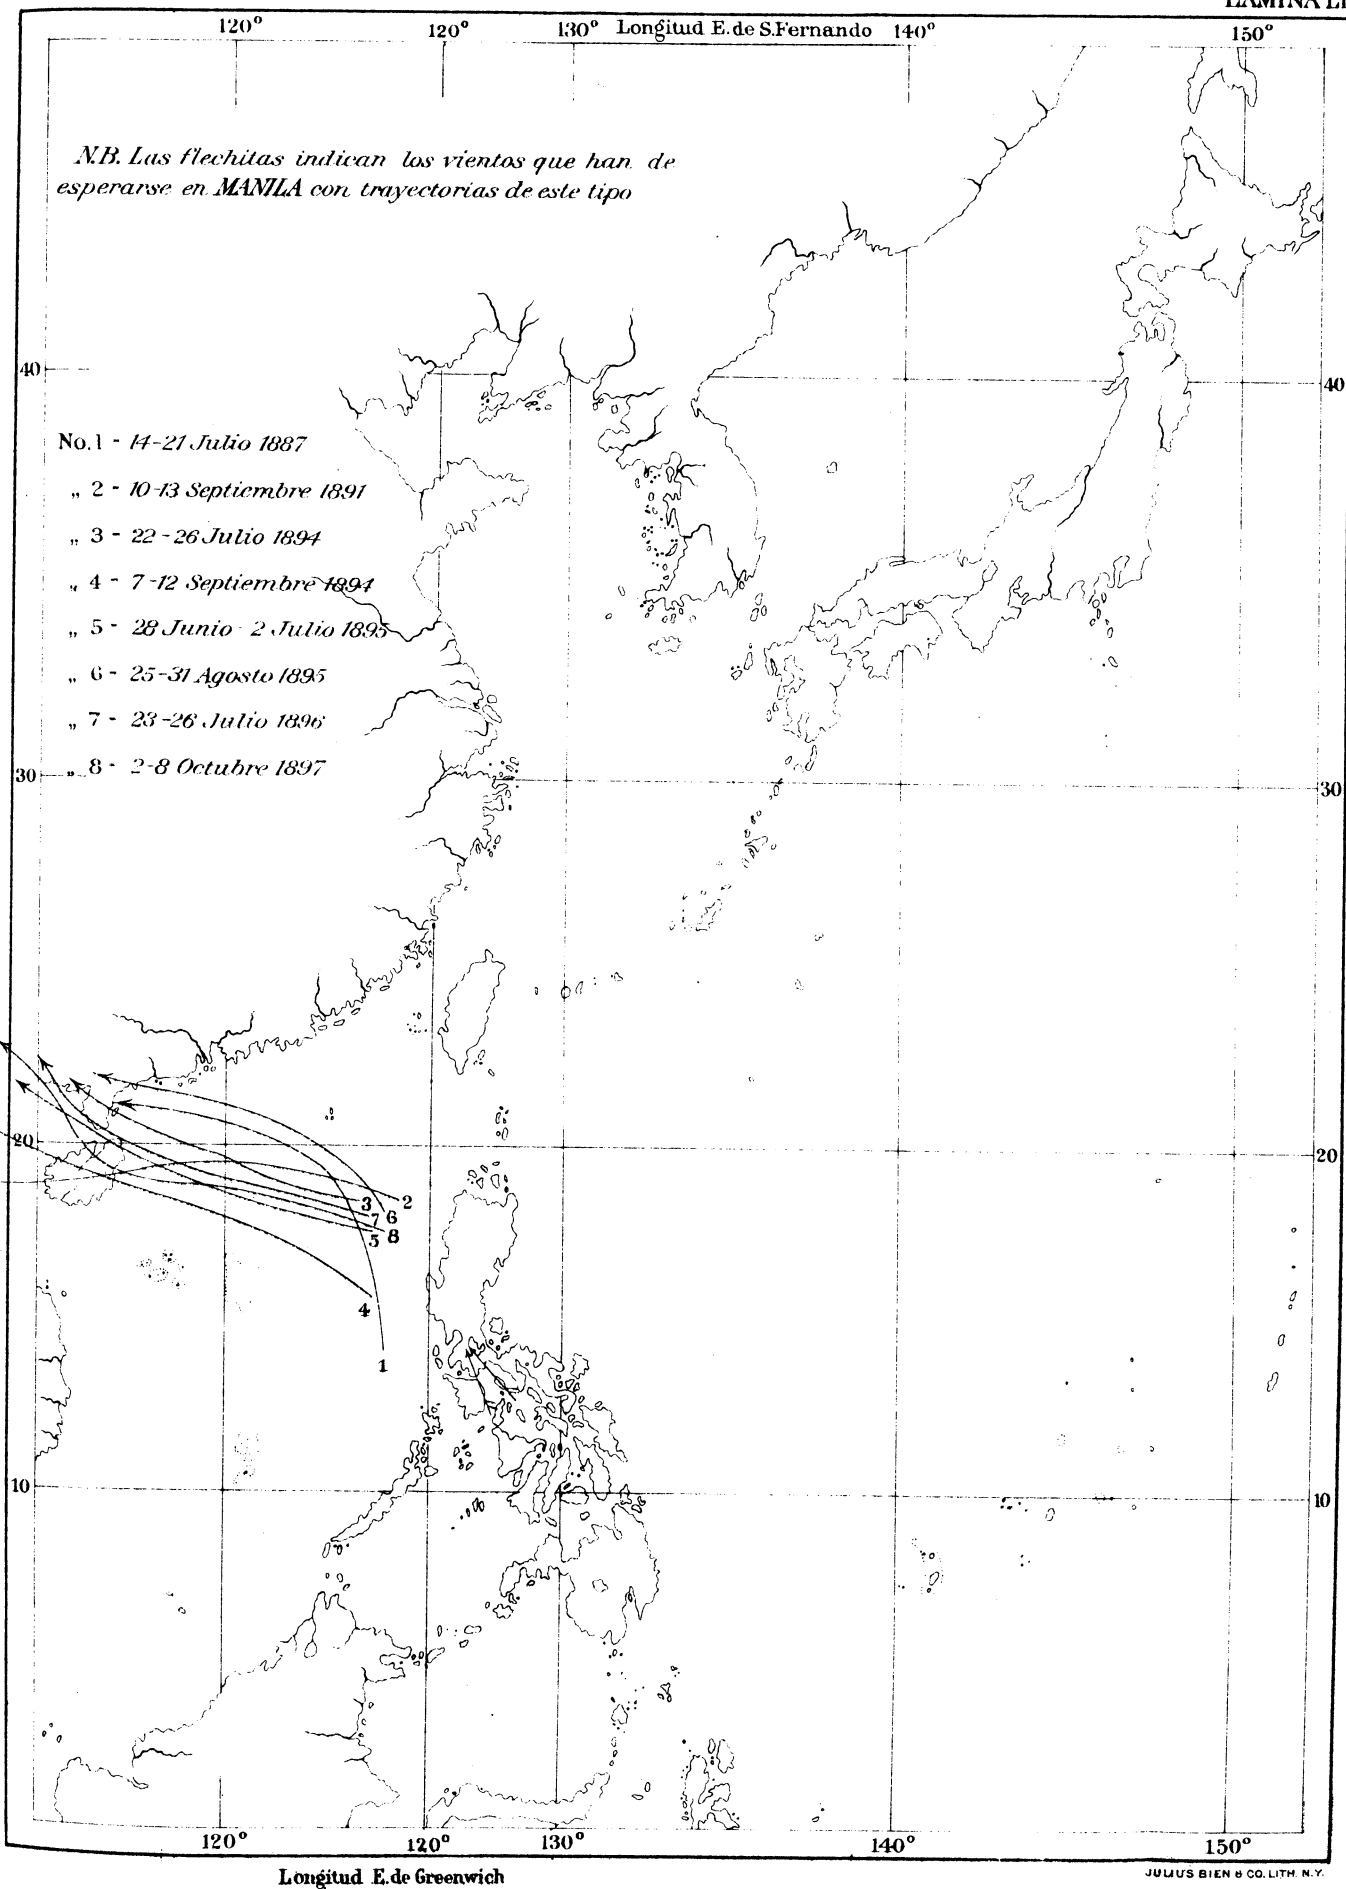 120° 120° 130° Longitud E. de S. Fernando 140° 150°
N.B. Las flechitas indican los vientos que han de
esperarse en MANILA con trayectorias de este tipo
40 40
No. 1 - 14-21 Julio 1887
„ 2 - 10-13 Septiembre 1891
„ 3 - 22-26 Julio 1894
„ 4 - 7-12 Septiembre 1894
„ 5 - 28 Junio - 2 Julio 1895
„ 6 - 25-31 Agosto 1895
„ 7 - 23-26 Julio 1896
„ 8 - 2-8 Octubre 1897
30 30
20 20
3 2
7 6
5 8
4
1
10 10
120° 120° 130° 140° 150°
Longitud E. de Greenwich
JULIUS BIEN & CO. LITH. N.Y.